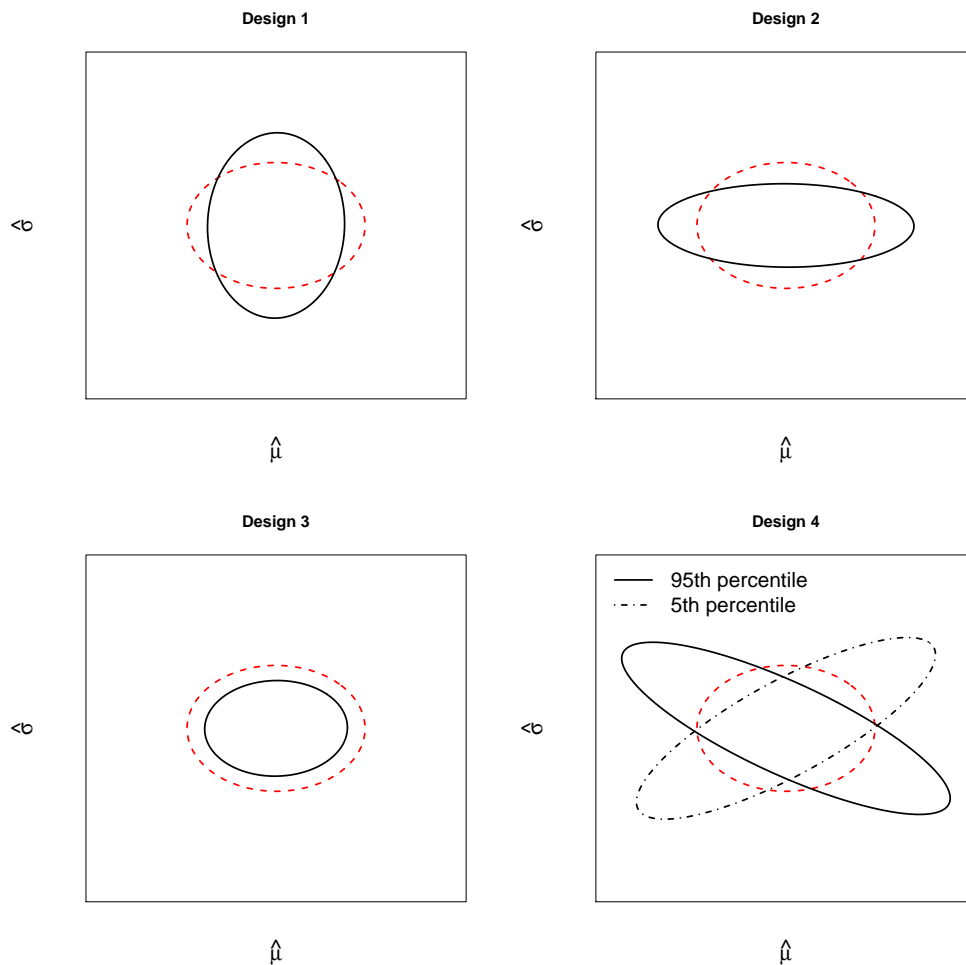 Design 1
σ̂
μ̂
Design 2
σ̂
μ̂
Design 3
σ̂
μ̂
Design 4
95th percentile
5th percentile
σ̂
μ̂